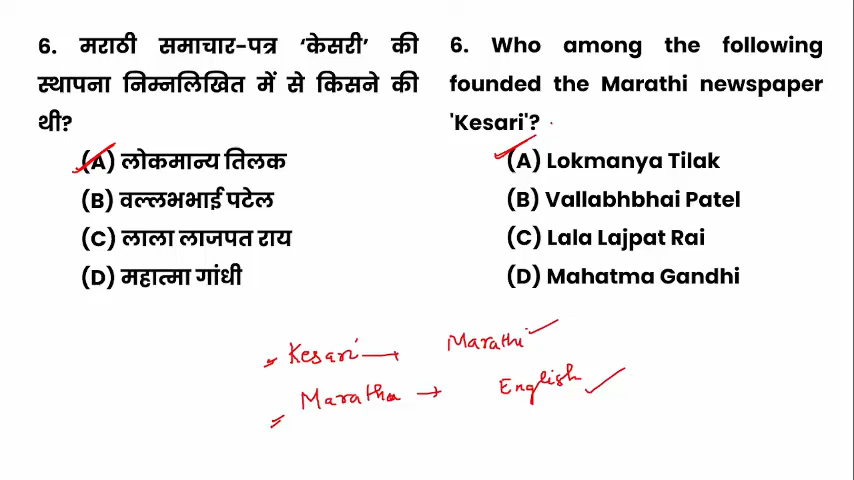 6. मराठी समाचार-पत्र ‘केसरी’ की
स्थापना निम्नलिखित में से किसने की
थी?
(A) लोकमान्य तिलक
(B) वल्लभभाई पटेल
(C) लाला लाजपत राय
(D) महात्मा गांधी
6. Who among the following
founded the Marathi newspaper
'Kesari'?
(A) Lokmanya Tilak
(B) Vallabhbhai Patel
(C) Lala Lajpat Rai
(D) Mahatma Gandhi
Kesari → Marathi
Maratha → English